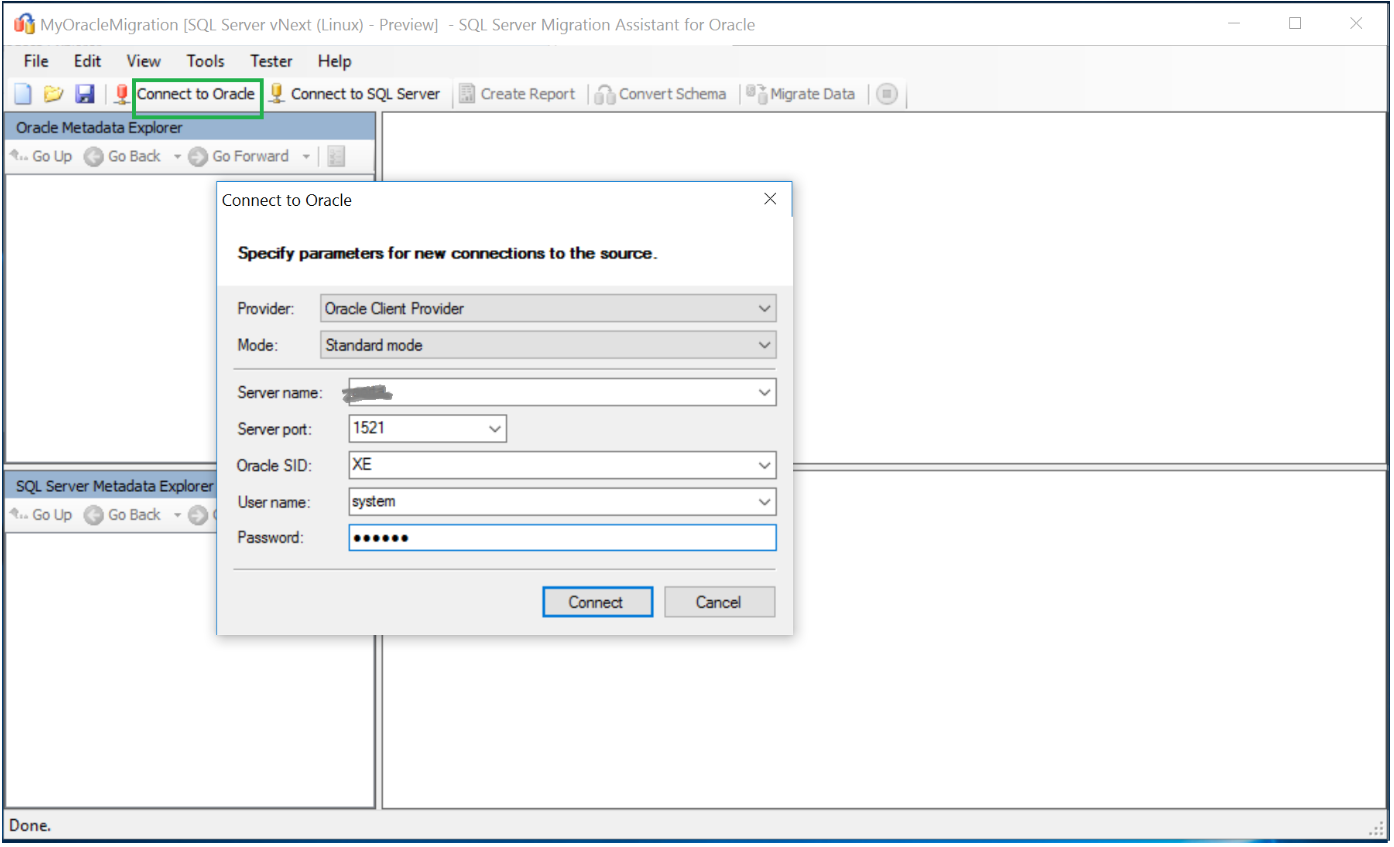 MyOracleMigration [SQL Server vNext (Linux) - Preview] - SQL Server Migration Assistant for Oracle
File Edit View Tools Tester Help
Connect to Oracle Connect to SQL Server Create Report Convert Schema Migrate Data
Oracle Metadata Explorer
Go Up Go Back Go Forward
Connect to Oracle
Specify parameters for new connections to the source.
Provider: Oracle Client Provider
Mode: Standard mode
Server name:
Server port: 1521
Oracle SID: XE
User name: system
Password: ●●●●●●
Connect Cancel
SQL Server Metadata Explorer
Go Up Go Back
Done.